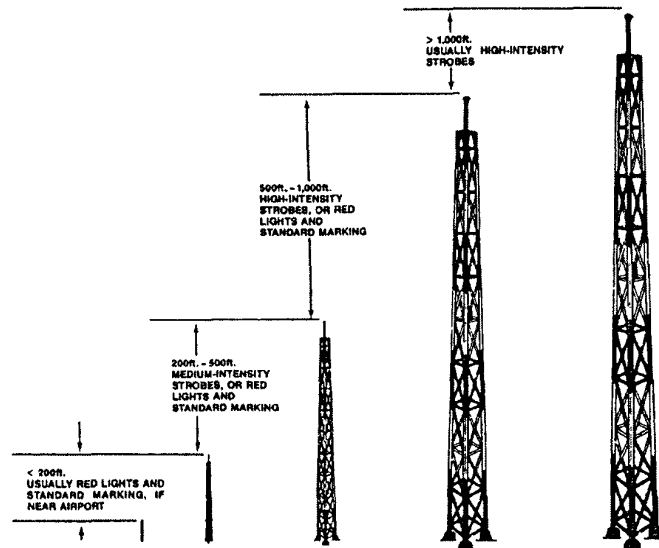 > 1,000ft.
USUALLY HIGH-INTENSITY
STROBES
500ft. - 1,000ft.
HIGH-INTENSITY
STROBES, OR RED
LIGHTS AND
STANDARD MARKING
200ft. - 500ft.
MEDIUM-INTENSITY
STROBES, OR RED
LIGHTS AND
STANDARD MARKING
< 200ft.
USUALLY RED LIGHTS AND
STANDARD MARKING, IF
NEAR AIRPORT